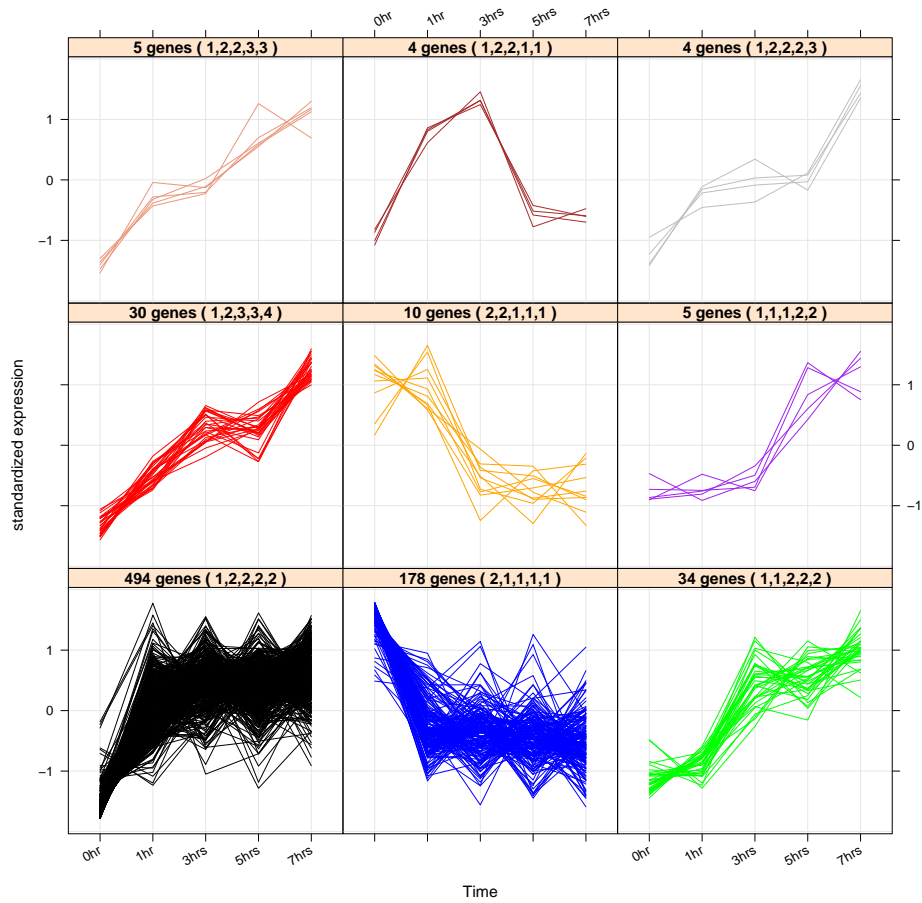 0hr 1hr 3hrs 5hrs 7hrs
5 genes ( 1,2,2,3,3 ) 4 genes ( 1,2,2,1,1 ) 4 genes ( 1,2,2,2,3 )
1
0
−1
30 genes ( 1,2,3,3,4 ) 10 genes ( 2,2,1,1,1 ) 5 genes ( 1,1,1,2,2 )
1
0
−1
standardized expression
494 genes ( 1,2,2,2,2 ) 178 genes ( 2,1,1,1,1 ) 34 genes ( 1,1,2,2,2 )
1
0
−1
0hr 1hr 3hrs 5hrs 7hrs 0hr 1hr 3hrs 5hrs 7hrs
Time